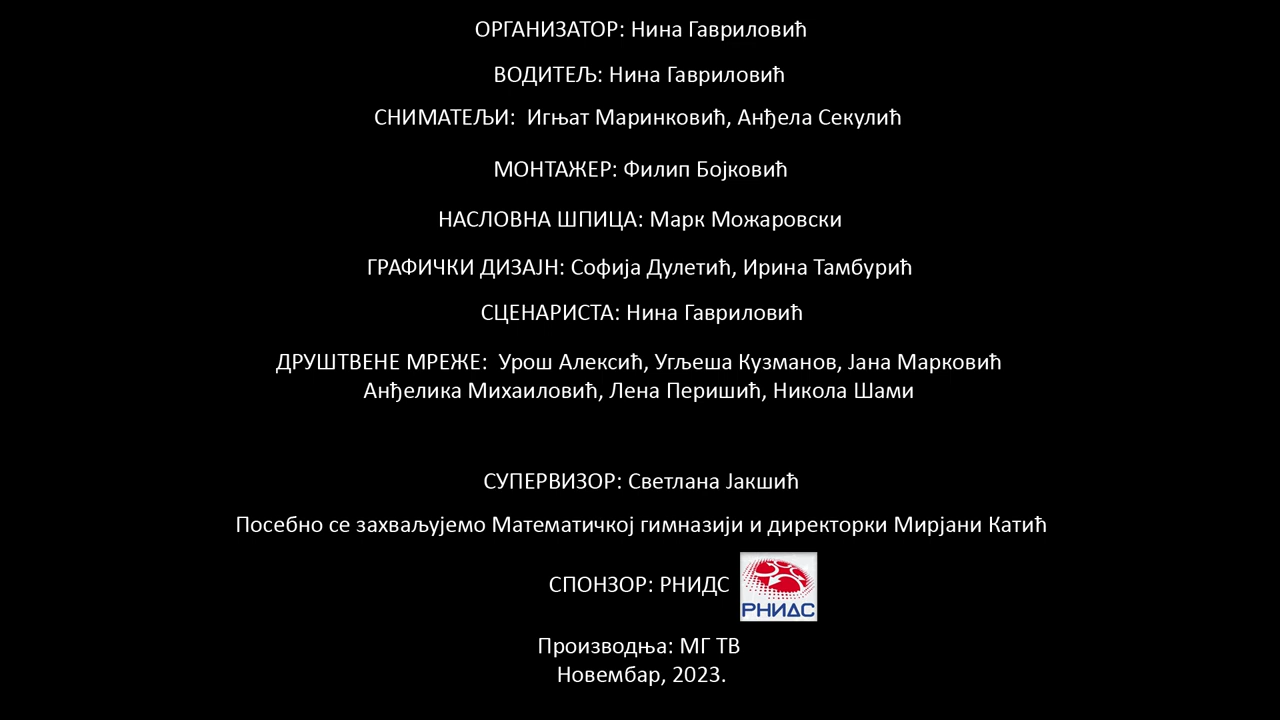 ОРГАНИЗАТОР: Нина Гавриловић
ВОДИТЕЉ: Нина Гавриловић
СНИМАТЕЉИ:  Игњат Маринковић, Анђела Секулић
МОНТАЖЕР: Филип Бојковић
НАСЛОВНА ШПИЦА: Марк Можаровски
ГРАФИЧКИ ДИЗАЈН: Софија Дулетић, Ирина Тамбурић
СЦЕНАРИСТА: Нина Гавриловић
ДРУШТВЕНЕ МРЕЖЕ:  Урош Алексић, Угљеша Кузманов, Јана Марковић
Анђелика Михаиловић, Лена Перишић, Никола Шами
СУПЕРВИЗОР: Светлана Јакшић
Посебно се захваљујемо Математичкој гимназији и директорки Мирјани Катић
СПОНЗОР: РНИДС
РНИДС
Производња: МГ ТВ
Новембар, 2023.